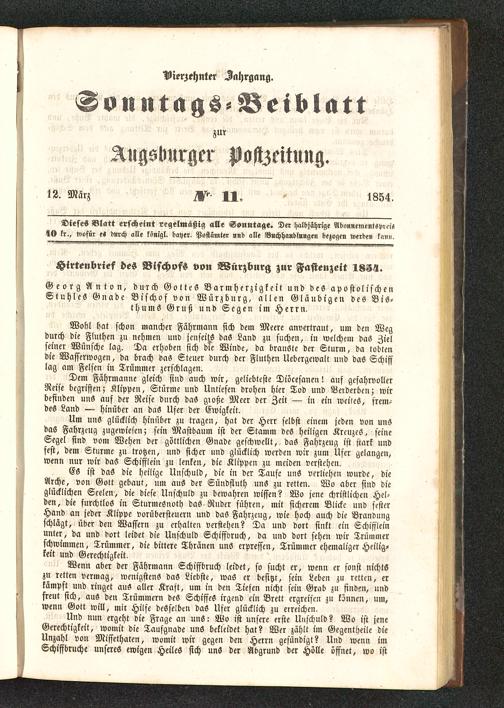 Vierzehnter Jahrgang.
Sonntags-Beiblatt
zur
Augsburger Postzeitung.
12. März Nr. 11. 1854.
Dieses Blatt erscheint regelmäßig alle Sonntage. Der halbjährige Abonnementspreis
40 kr., wofür es durch alle königl. bayer. Postämter und alle Buchhandlungen bezogen werden kann.
Hirtenbrief des Bischofs von Würzburg zur Fastenzeit 1854.
Georg Anton, durch Gottes Barmherzigkeit und des apostolischen
Stuhles Gnade Bischof von Würzburg, allen Gläubigen des Bis-
thums Gruß und Segen im Herrn.
Wohl hat schon mancher Fährmann sich dem Meere anvertraut, um den Weg
durch die Fluthen zu nehmen und jenseits das Land zu suchen, in welchem das Ziel
seiner Wünsche lag. Da erhoben sich die Winde, da brauste der Sturm, da tobten
die Wasserwogen, da brach das Steuer durch der Fluthen Uebergewalt und das Schiff
lag am Felsen in Trümmer zerschlagen.
Dem Fährmanne gleich sind auch wir, geliebteste Diöcesanen! auf gefahrvoller
Reise begriffen; Klippen, Stürme und Untiefen drohen hier Tod und Verderben; wir
befinden uns auf der Reise durch das große Meer der Zeit — in ein weites, frem-
des Land — hinüber an das Ufer der Ewigkeit.
Um uns glücklich hinüber zu tragen, hat der Herr selbst einem jeden von uns
das Fahrzeug zugewiesen; sein Mastbaum ist der Stamm des heiligen Kreuzes, seine
Segel sind vom Wehen der göttlichen Gnade geschwellt, das Fahrzeug ist stark und
fest, dem Sturme zu trotzen, und sicher und glücklich werden wir zum Ufer gelangen,
wenn nur wir das Schifflein zu lenken, die Klippen zu meiden verstehen.
Es ist das die heilige Unschuld, die in der Taufe uns verliehen wurde, die
Arche, von Gott gebaut, um aus der Sündfluth uns zu retten. Wo aber sind die
glücklichen Seelen, die diese Unschuld zu bewahren wissen? Wo jene christlichen Hel-
den, die furchtlos in Sturmesnoth das Ruder führen, mit sicherem Blicke und fester
Hand an jeder Klippe vorübersteuern und das Fahrzeug, wie hoch auch die Brandung
schlägt, über den Wassern zu erhalten verstehen? Da und dort sinkt ein Schifflein
unter, da und dort leidet die Unschuld Schiffbruch, da und dort sehen wir Trümmer
schwimmen, Trümmer, die bittere Thränen uns erpressen, Trümmer ehemaliger Heilig-
keit und Gerechtigkeit.
Wenn aber der Fährmann Schiffbruch leidet, so sucht er, wenn er sonst nichts
zu retten vermag, wenigstens das Liebste, was er besitzt, sein Leben zu retten, er
kämpft und ringet aus aller Kraft, um in den Tiefen nicht sein Grab zu finden, und
freut sich, aus den Trümmern des Schiffes irgend ein Bret ergreifen zu können, um,
wenn Gott will, mit Hilfe desselben das Ufer glücklich zu erreichen.
Und nun ergeht die Frage an uns: Wo ist unsere erste Unschuld? Wo ist jene
Gerechtigkeit, womit die Taufgnade uns bekleidet hat? Wer zählt im Gegentheile die
Unzahl von Missethaten, womit wir gegen den Herrn gesündigt? Und wenn im
Schiffbruche unseres ewigen Heiles sich uns der Abgrund der Hölle öffnet, wo ist